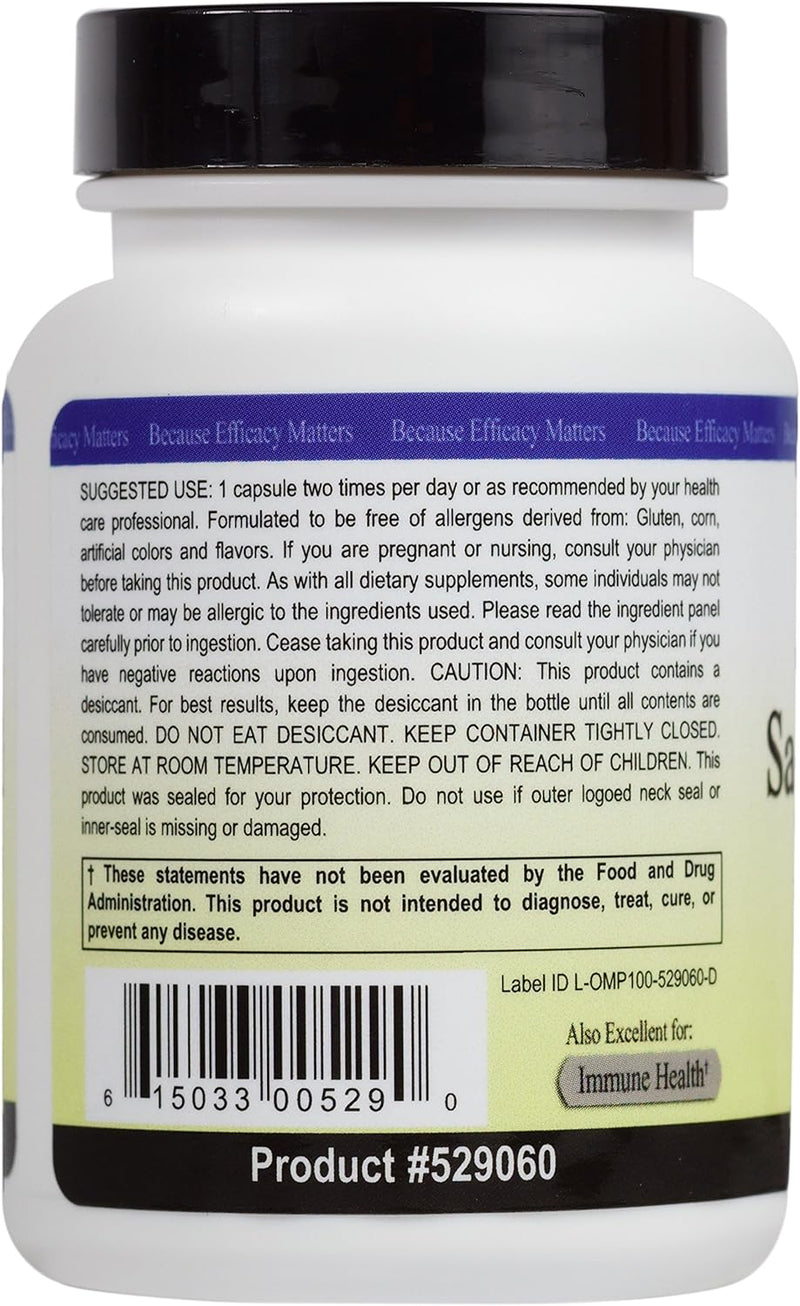 Matters Because Efficacy Matters Because Efficacy Matters Because Efficacy Matters
SUGGESTED USE: 1 capsule two times per day or as recommended by your health
care professional. Formulated to be free of allergens derived from: Gluten, corn,
artificial colors and flavors. If you are pregnant or nursing, consult your physician
before taking this product. As with all dietary supplements, some individuals may not
tolerate or may be allergic to the ingredients used. Please read the ingredient panel
carefully prior to ingestion. Cease taking this product and consult your physician if you
have negative reactions upon ingestion. CAUTION: This product contains a
desiccant. For best results, keep the desiccant in the bottle until all contents are
consumed. DO NOT EAT DESICCANT. KEEP CONTAINER TIGHTLY CLOSED.
STORE AT ROOM TEMPERATURE. KEEP OUT OF REACH OF CHILDREN. This
product was sealed for your protection. Do not use if outer logoed neck seal or
inner-seal is missing or damaged.
Sa
† These statements have not been evaluated by the Food and Drug
Administration. This product is not intended to diagnose, treat, cure, or
prevent any disease.
Label ID L-OMP100-529060-D
Also Excellent for:
Immune Health†
6 15033 00529 0
Product #529060